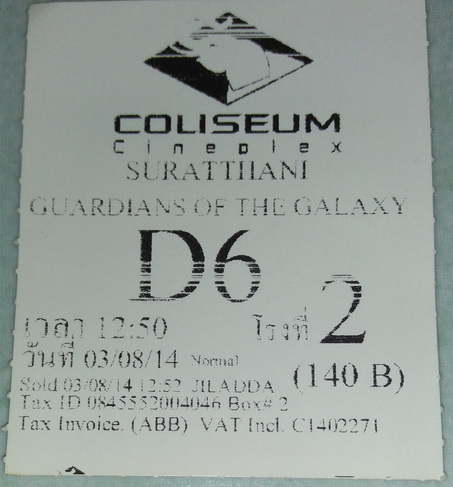 COLISEUM
Cineplex
SURATTHANI
GUARDIANS OF THE GALAXY
D6
เวลา 12:50 โรงที่ 2
วันที่ 03/08/14 Normal (140 B)
Sold 03/08/14 12:52 JILADDA
Tax ID 0845552004046 Box# 2
Tax Invoice. (ABB) VAT Incl. C1402271